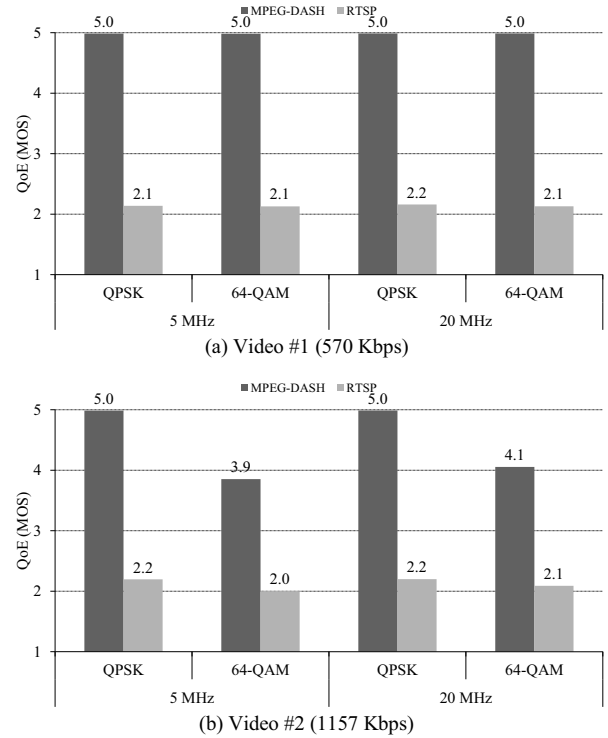 MPEG-DASH RTSP
5.0 5.0 5.0 5.0
5
4
3
2.1 2.1 2.2 2.1
2
1
QoE (MOS)
QPSK 64-QAM QPSK 64-QAM
5 MHz 20 MHz
(a) Video #1 (570 Kbps)
MPEG-DASH RTSP
5.0 5.0
5
3.9 4.1
4
3
2.2 2.0 2.2 2.1
2
1
QoE (MOS)
QPSK 64-QAM QPSK 64-QAM
5 MHz 20 MHz
(b) Video #2 (1157 Kbps)